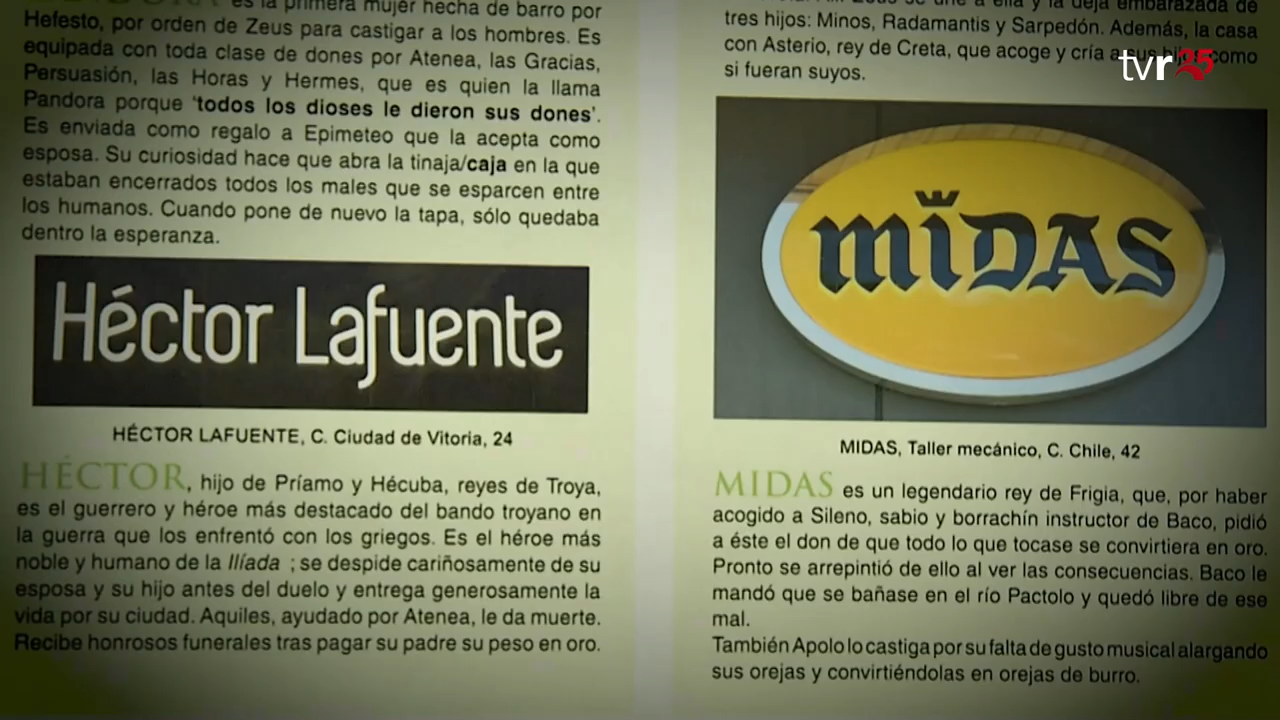 es la primera mujer hecha de barro por
Hefesto, por orden de Zeus para castigar a los hombres. Es
equipada con toda clase de dones por Atenea, las Gracias,
Persuasión, las Horas y Hermes, que es quien la llama
Pandora porque 'todos los dioses le dieron sus dones'.
Es enviada como regalo a Epimeteo que la acepta como
esposa. Su curiosidad hace que abra la tinaja/caja en la que
estaban encerrados todos los males que se esparcen entre
los humanos. Cuando pone de nuevo la tapa, sólo quedaba
dentro la esperanza.
Héctor Lafuente
HÉCTOR LAFUENTE, C. Ciudad de Vitoria, 24
HÉCTOR, hijo de Príamo y Hécuba, reyes de Troya,
es el guerrero y héroe más destacado del bando troyano en
la guerra que los enfrentó con los griegos. Es el héroe más
noble y humano de la Ilíada ; se despide cariñosamente de su
esposa y su hijo antes del duelo y entrega generosamente la
vida por su ciudad. Aquiles, ayudado por Atenea, le da muerte.
Recibe honrosos funerales tras pagar su padre su peso en oro.
Zeus se une a ella y la deja embarazada de
tres hijos: Minos, Radamantis y Sarpedón. Además, la casa
con Asterio, rey de Creta, que acoge y cría a sus hijos como
si fueran suyos.
tvr25
MIDAS
MIDAS, Taller mecánico, C. Chile, 42
MIDAS es un legendario rey de Frigia, que, por haber
acogido a Sileno, sabio y borrachín instructor de Baco, pidió
a éste el don de que todo lo que tocase se convirtiera en oro.
Pronto se arrepintió de ello al ver las consecuencias. Baco le
mandó que se bañase en el río Pactolo y quedó libre de ese
mal.
También Apolo lo castiga por su falta de gusto musical alargando
sus orejas y convirtiéndolas en orejas de burro.